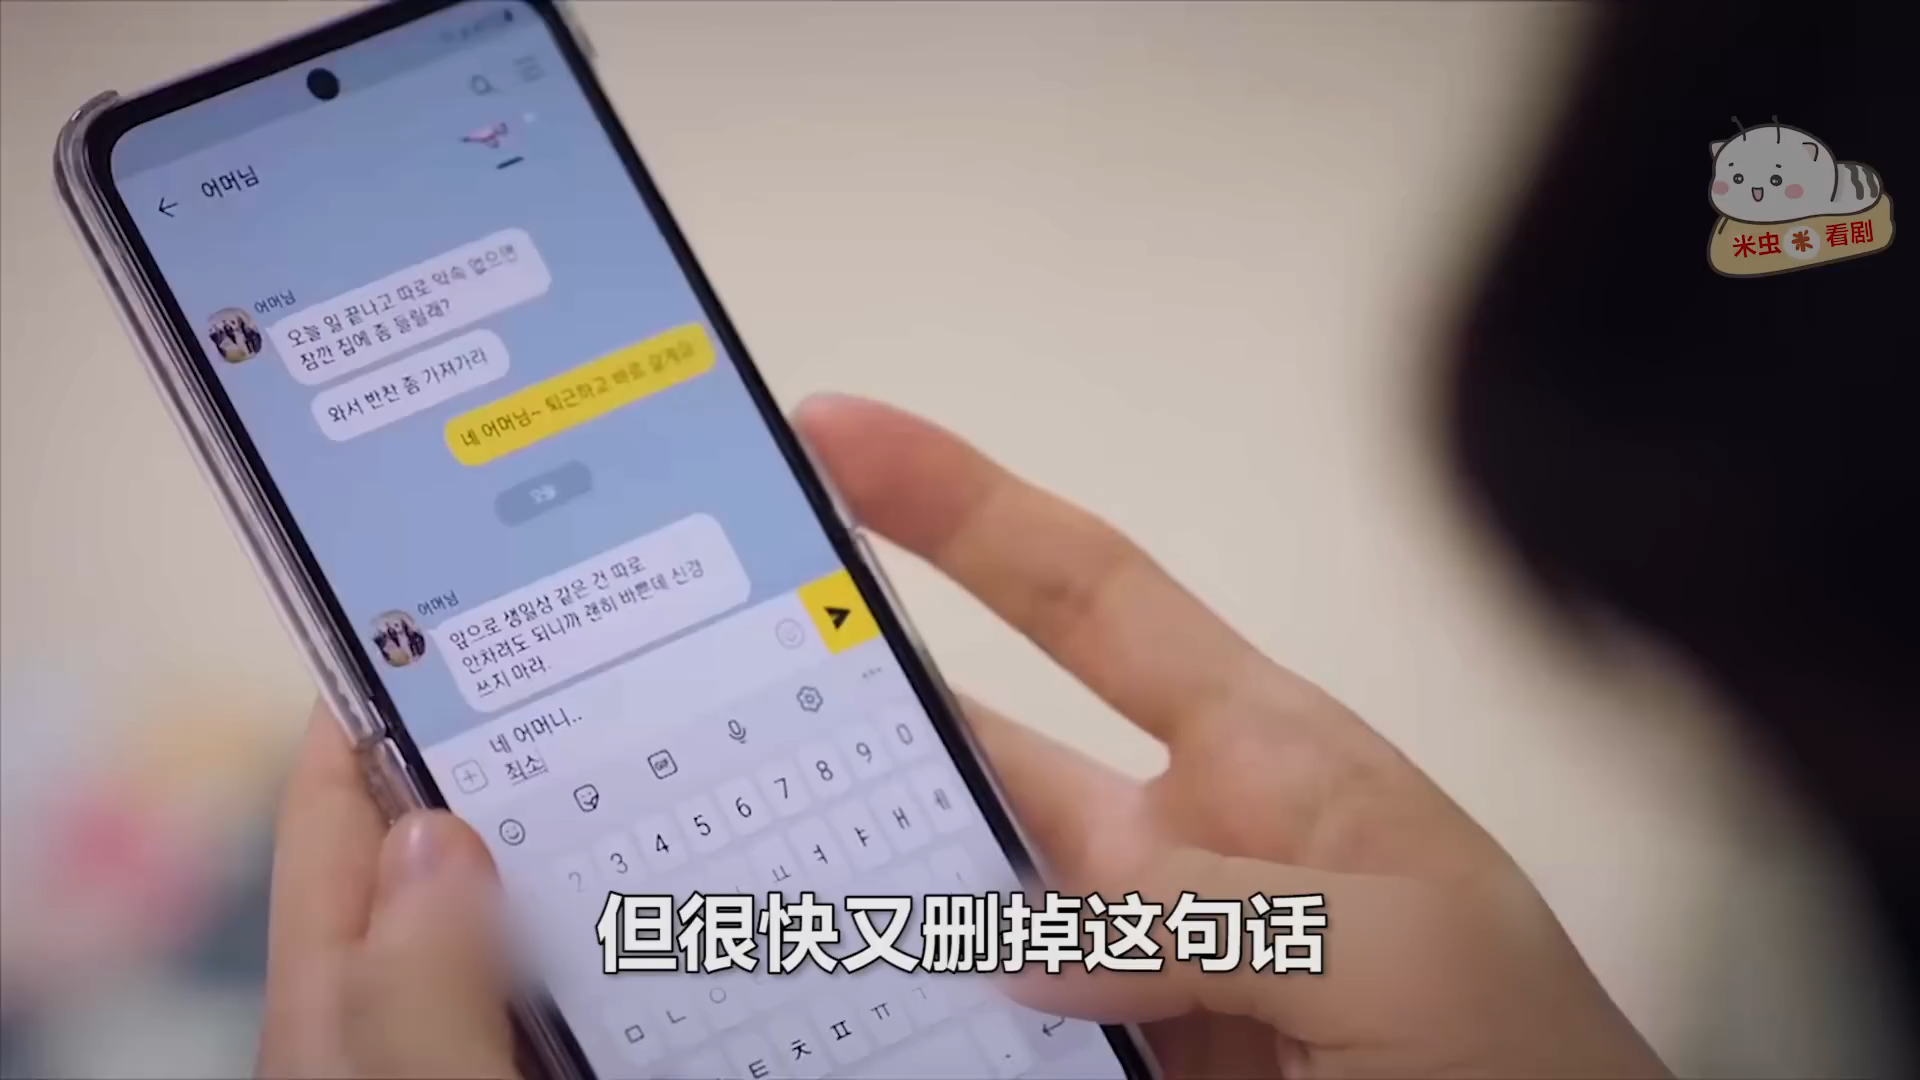 어머님
米虫 米 看剧
어머님
오늘 일 끝나고 따로 약속 없으면
잠깐 집에 좀 들릴래?
와서 반찬 좀 가져가라
네 어머님~ 퇴근하고 바로 갈게요
어머님
앞으로 생일상 같은 건 따로
안차려도 되니까 괜히 바쁜데 신경
쓰지 마라.
네 어머니..
죄소
GIF
2 3 4 5 6 7 8 9 0
ㅛ ㅕ ㅑ ㅐ ㅔ
但很快又删掉这句话
ㅁ ㄴ ㅇ
ㅌ ㅊ ㅍ ㅠ ㅜ